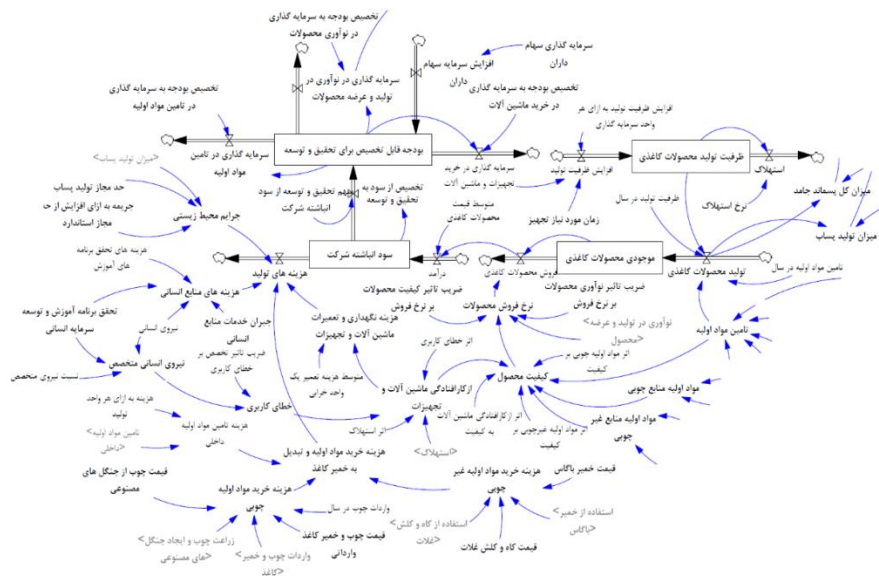 تخصیص بودجه به سرمایه گذاری
در نوآوری محصولات
سرمایه گذاری سهام
داران
افزایش سرمایه سهام
داران
سرمایه گذاری در نوآوری در
تولید و عرضه محصولات
تخصیص بودجه به سرمایه گذاری
در خرید ماشین آلات
تخصیص بودجه به سرمایه گذاری
در تامین مواد اولیه
سرمایه گذاری در تامین
مواد اولیه
بودجه قابل تخصیص برای تحقیق و توسعه
سرمایه گذاری در خرید
تجهیزات و ماشین آلات
افزایش ظرفیت تولید به ازای هر
واحد سرمایه گذاری
افزایش ظرفیت تولید
ظرفیت تولید محصولات کاغذی
استهلاک
نرخ استهلاک
زمان مورد نیاز تجهیز
ظرفیت تولید در سال
میزان کل پسماند جامد
میزان تولید پساب
<میزان تولید پساب>
حد مجاز تولید پساب
جریمه به ازای افزایش از حد
مجاز استاندارد
جرایم محیط زیستی
سهم تحقیق و توسعه از سود
انباشته شرکت
تخصیص از سود به
تحقیق و توسعه
متوسط قیمت
محصولات کاغذی
هزینه های تولید
سود انباشته شرکت
درآمد
فروش محصولات کاغذی
موجودی محصولات کاغذی
تولید محصولات کاغذی
تامین مواد اولیه در سال
هزینه های تحقق برنامه
های آموزش
هزینه های منابع انسانی
تحقق برنامه آموزش و توسعه
سرمایه انسانی
نیروی انسانی
جبران خدمات منابع
انسانی
هزینه نگهداری و تعمیرات
ماشین آلات و تجهیزات
ضریب تاثیر کیفیت محصولات
بر نرخ فروش
نرخ فروش محصولات
ضریب تاثیر نوآوری محصولات
بر نرخ فروش
<نوآوری در تولید و عرضه
محصول>
تامین مواد اولیه
نسبت نیروی متخصص
نیروی انسانی متخصص
ضریب تاثیر تخصص بر
خطای کاربری
خطای کاربری
متوسط هزینه تعمیر یک
واحد خرابی
اثر خطای کاربری
ازکارافتادگی ماشین آلات و
تجهیزات
کیفیت محصول
اثر مواد اولیه چوبی بر
کیفیت
مواد اولیه منابع چوبی
مواد اولیه منابع غیر
چوبی
هزینه به ازای هر واحد
تولید
<تامین مواد اولیه
داخلی>
هزینه تامین مواد اولیه
داخلی
اثر استهلاک
<استهلاک>
اثر ازکارافتادگی ماشین آلات
به کیفیت
اثر مواد اولیه غیرچوبی بر
کیفیت
قیمت چوب از جنگل های
مصنوعی
هزینه خرید مواد اولیه و تبدیل
به خمیر کاغذ
هزینه خرید مواد اولیه
چوبی
واردات چوب در سال
هزینه خرید مواد اولیه غیر
چوبی
قیمت خمیر باگاس
<زراعت چوب و ایجاد جنگل
های مصنوعی>
<واردات چوب و خمیر
کاغذ>
قیمت چوب و خمیر کاغذ
وارداتی
<استفاده از کاه و کلش
غلات>
قیمت کاه و کلش غلات
<استفاده از خمیر
باگاس>